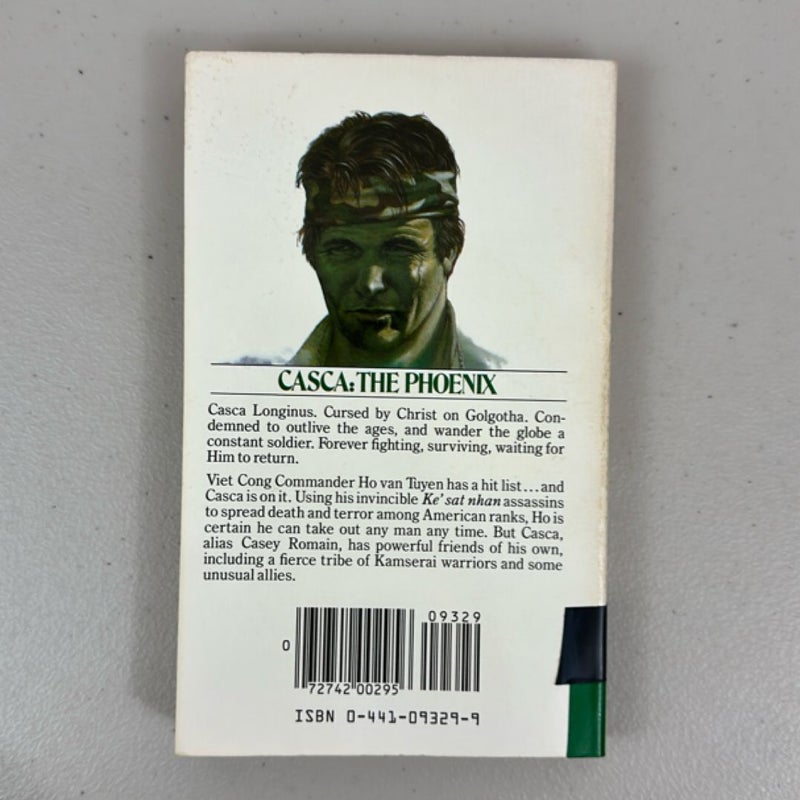 CASCA: THE PHOENIX
Casca Longinus. Cursed by Christ on Golgotha. Con-
demned to outlive the ages, and wander the globe a
constant soldier. Forever fighting, surviving, waiting for
Him to return.
Viet Cong Commander Ho van Tuyen has a hit list...and
Casca is on it. Using his invincible Ke' sat nhan assassins
to spread death and terror among American ranks, Ho is
certain he can take out any man any time. But Casca,
alias Casey Romain, has powerful friends of his own,
including a fierce tribe of Kamserai warriors and some
unusual allies.
09329
0
72742 00295
ISBN 0-441-09329-9